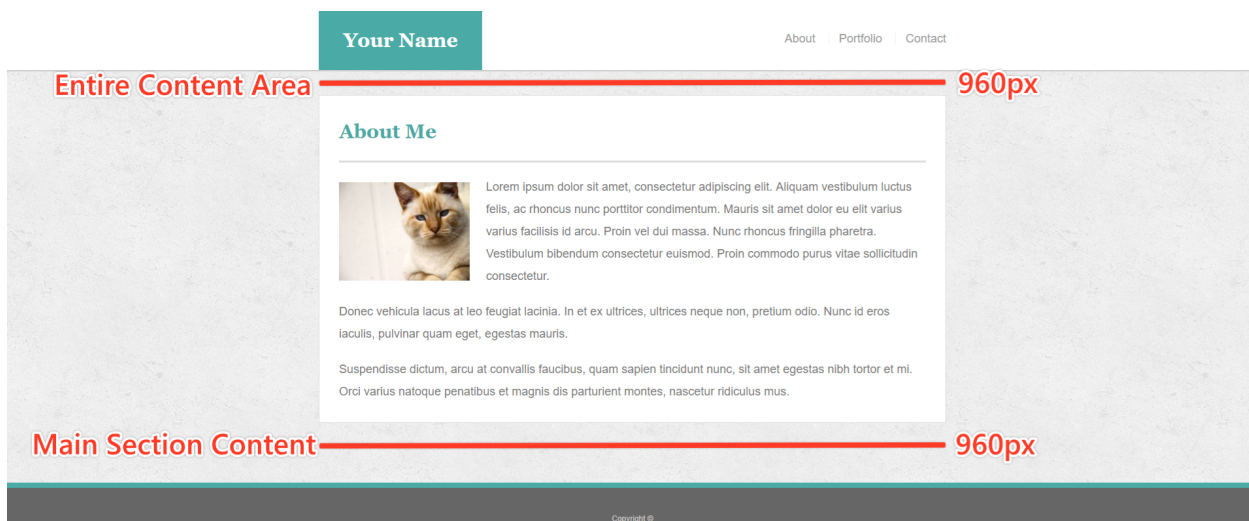 Your Name
About
Portfolio
Contact
Entire Content Area
960px
About Me
Lorem ipsum dolor sit amet, consectetur adipiscing elit. Aliquam vestibulum luctus
felis, ac rhoncus nunc porttitor condimentum. Mauris sit amet dolor eu elit varius
varius facilisis id arcu. Proin vel dui massa. Nunc rhoncus fringilla pharetra.
Vestibulum bibendum consectetur euismod. Proin commodo purus vitae sollicitudin
consectetur.
Donec vehicula lacus at leo feugiat lacinia. In et ex ultrices, ultrices neque non, pretium odio. Nunc id eros
iaculis, pulvinar quam eget, egestas mauris.
Suspendisse dictum, arcu at convallis faucibus, quam sapien tincidunt nunc, sit amet egestas nibh tortor et mi.
Orci varius natoque penatibus et magnis dis parturient montes, nascetur ridiculus mus.
Main Section Content
960px
Copyright ©